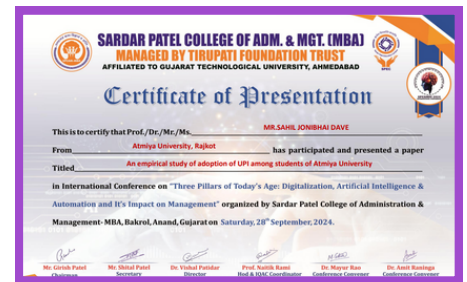 SARDAR PATEL COLLEGE OF ADM. & MGT. (MBA)
MANAGED BY TIRUPATI FOUNDATION TRUST
AFFILIATED TO GUJARAT TECHNOLOGICAL UNIVERSITY, AHMEDABAD
Certificate of Presentation
This is to certify that Prof./Dr./Mr./Ms. MR.SAHIL JONIBHAI DAVE
From Atmiya University, Rajkot has participated and presented a paper
Titled An empirical study of adoption of UPI among students of Atmiya University
in International Conference on "Three Pillars of Today's Age: Digitalization, Artificial Intelligence &
Automation and It's Impact on Management" organized by Sardar Patel College of Administration &
Management- MBA, Bakrol, Anand, Gujarat on Saturday, 28th September, 2024.
Mr. Girish Patel Mr. Shital Patel Dr. Vishal Patidar Prof. Naitik Rami Dr. Mayur Rao Dr. Amit Raninga
Chairman Secretary Director Hod & IQAC Coordinator Conference Convener Conference Convener